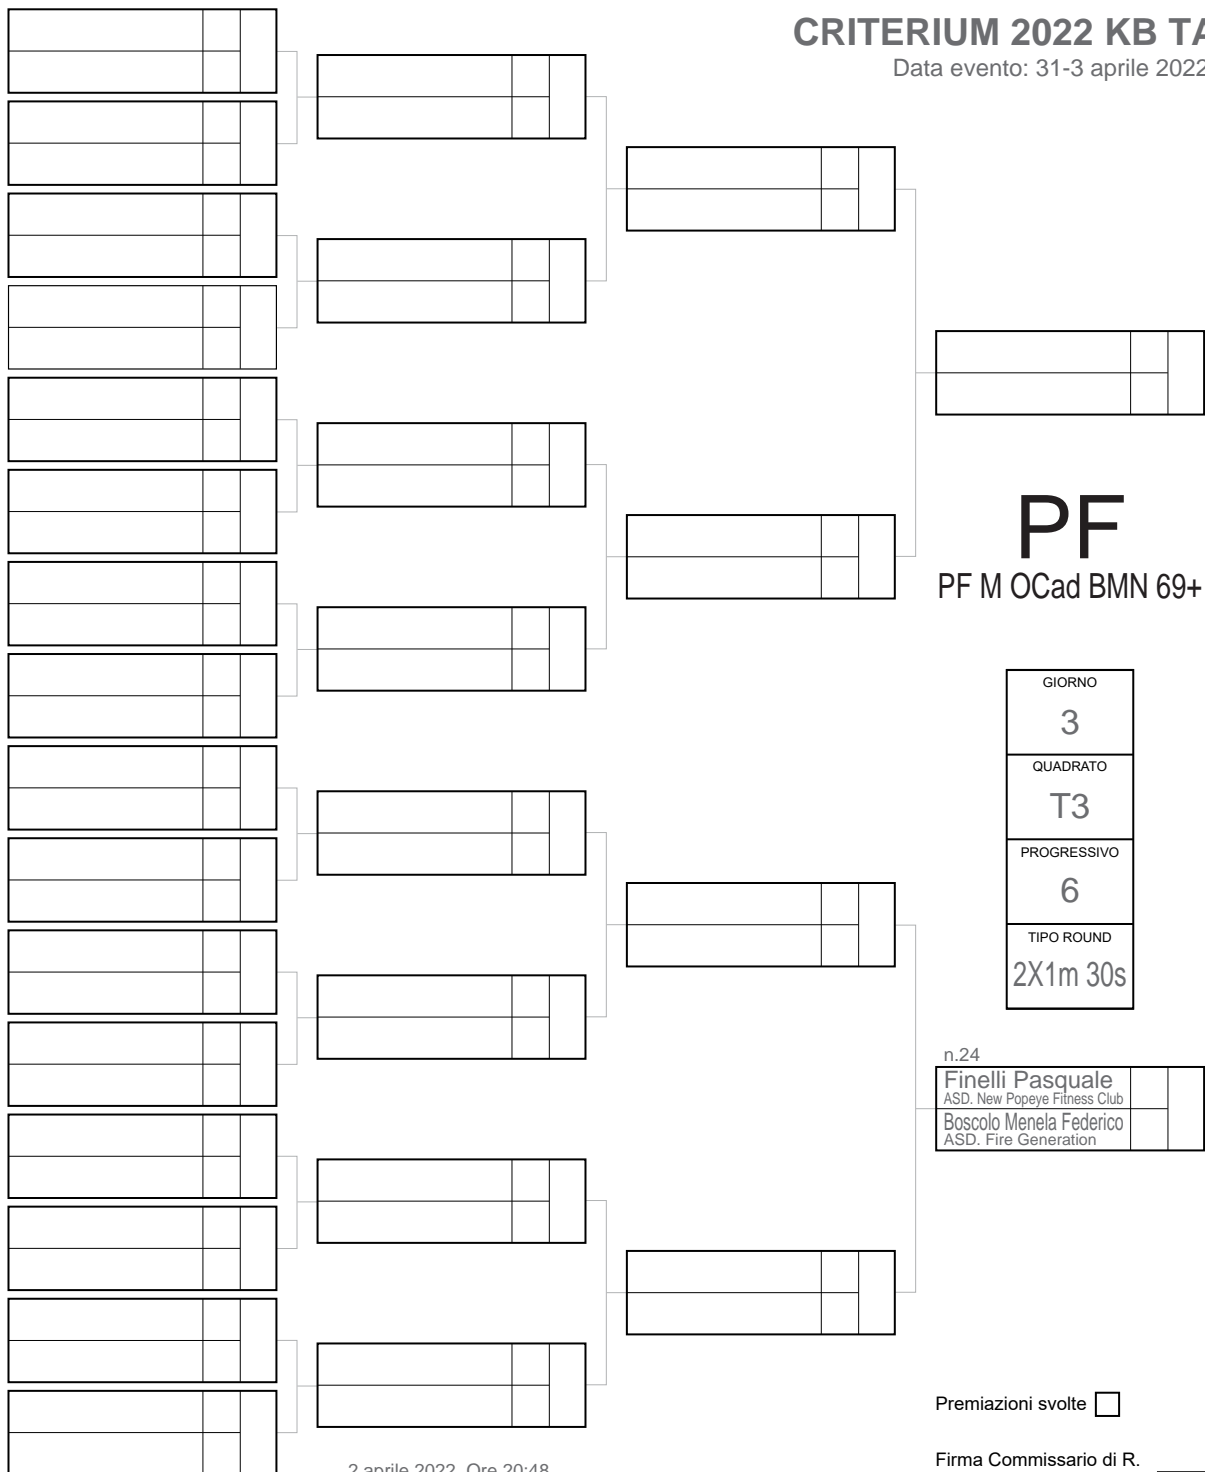 CRITERIUM 2022 KB TA
Data evento: 31-3 aprile 2022
PF
PF M OCad BMN 69+
GIORNO
3
QUADRATO
T3
PROGRESSIVO
6
TIPO ROUND
2X1m 30s
n.24
Finelli Pasquale
ASD. New Popeye Fitness Club
Boscolo Menela Federico
ASD. Fire Generation
Premiazioni svolte
Firma Commissario di R.
2 aprile 2022 Ore 20:48